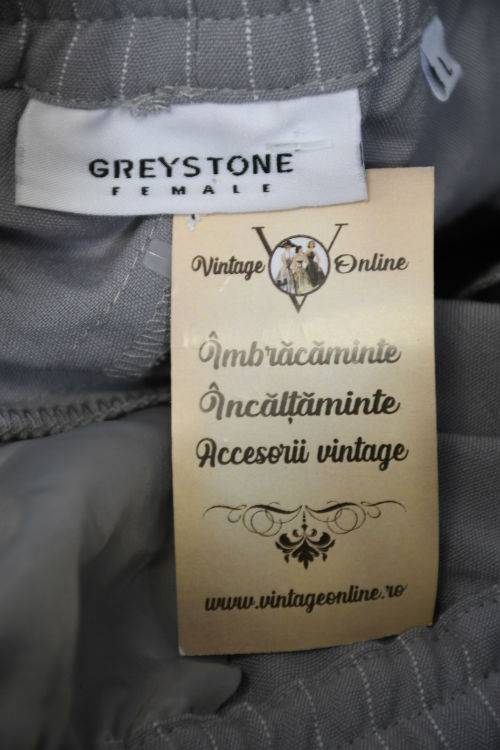 GREYSTONE
FEMALE
Vintage Online
Îmbrăcăminte
Încălțăminte
Accesorii vintage
www.vintageonline.ro